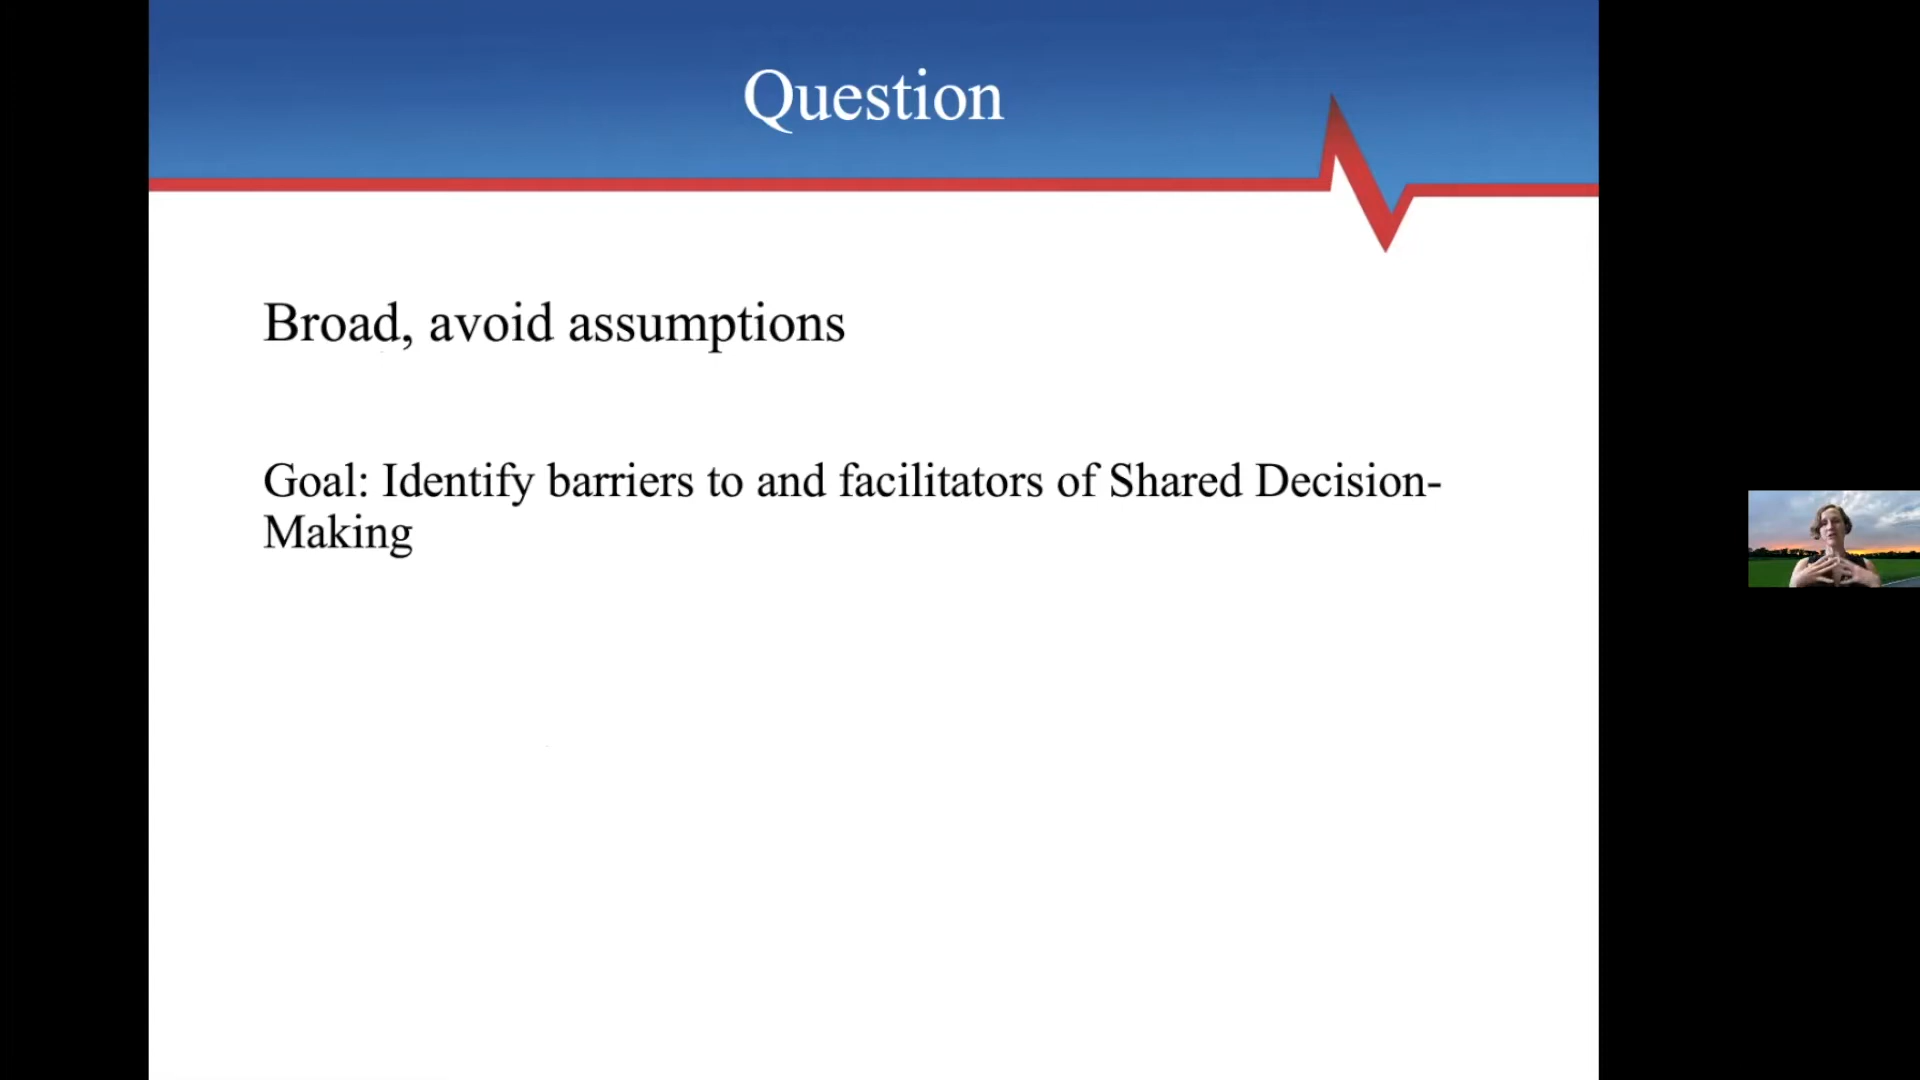 Question
Broad, avoid assumptions
Goal: Identify barriers to and facilitators of Shared Decision-
Making